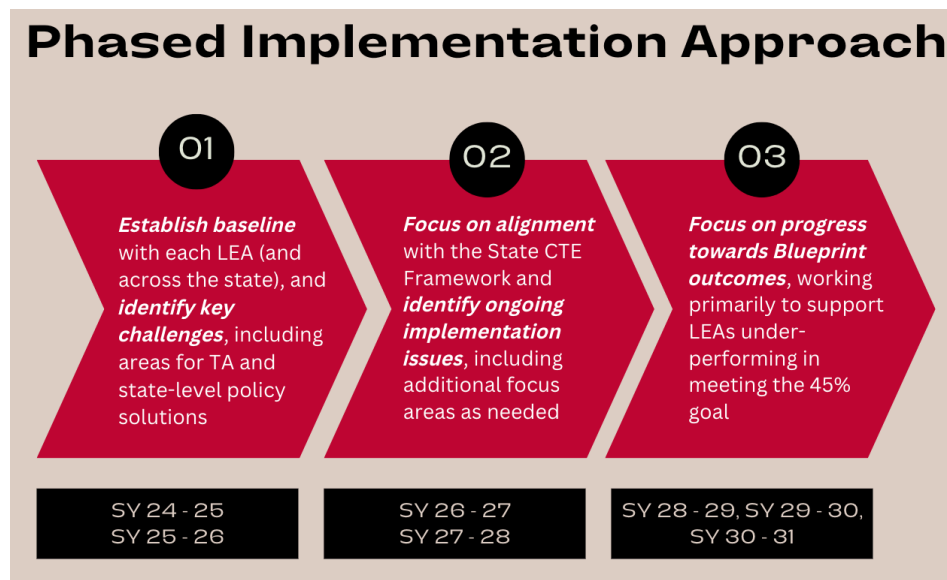 Phased Implementation Approach
01
Establish baseline
with each LEA (and
across the state), and
identify key
challenges, including
areas for TA and
state-level policy
solutions
SY 24 - 25
SY 25 - 26
02
Focus on alignment
with the State CTE
Framework and
identify ongoing
implementation
issues, including
additional focus
areas as needed
SY 26 - 27
SY 27 - 28
03
Focus on progress
towards Blueprint
outcomes, working
primarily to support
LEAs under-
performing in
meeting the 45%
goal
SY 28 - 29, SY 29 - 30,
SY 30 - 31